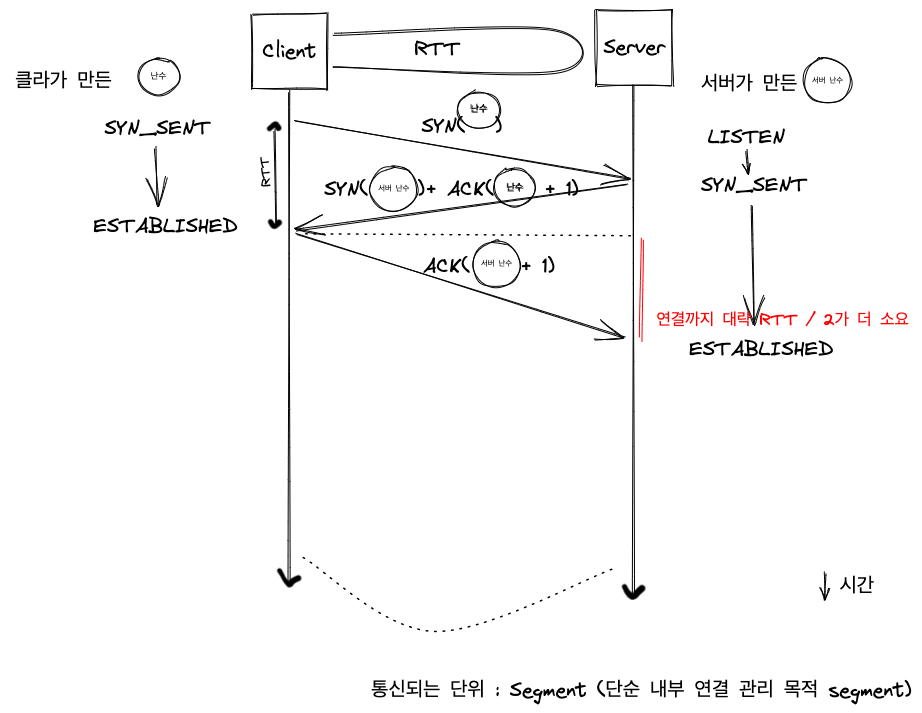 Client
RTT
Server
클라가 만든 난수
서버가 만든 서버 난수
SYN_SENT
ESTABLISHED
RTT
SYN(난수)
SYN(서버 난수)+ ACK(난수 + 1)
ACK(서버 난수 + 1)
LISTEN
SYN_SENT
연결까지 대략 RTT / 2가 더 소요
ESTABLISHED
시간
통신되는 단위 : Segment (단순 내부 연결 관리 목적 segment)